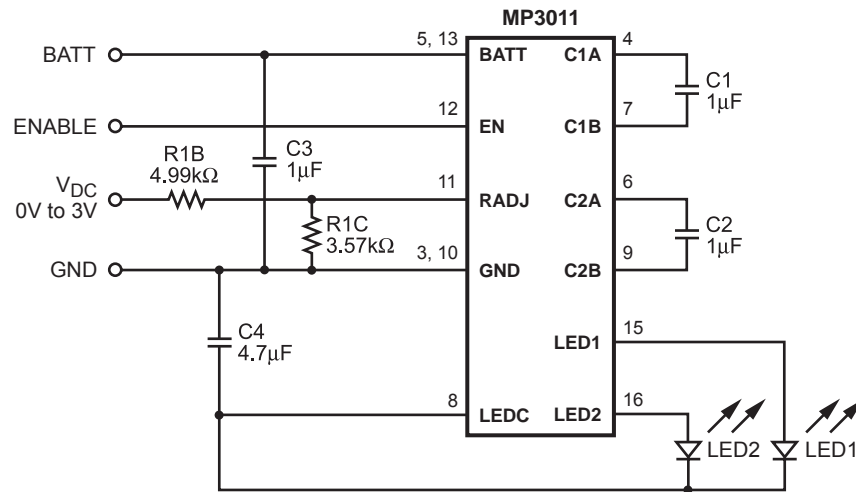 MP3011
BATT
5, 13
BATT
C1A
4
C1
1μF
ENABLE
12
EN
C1B
7
C3
1μF
R1B
4.99kΩ
VDC
0V to 3V
11
RADJ
C2A
6
R1C
3.57kΩ
C2
1μF
GND
3, 10
GND
C2B
9
C4
4.7μF
LED1
15
8
LEDC
LED2
16
LED2
LED1